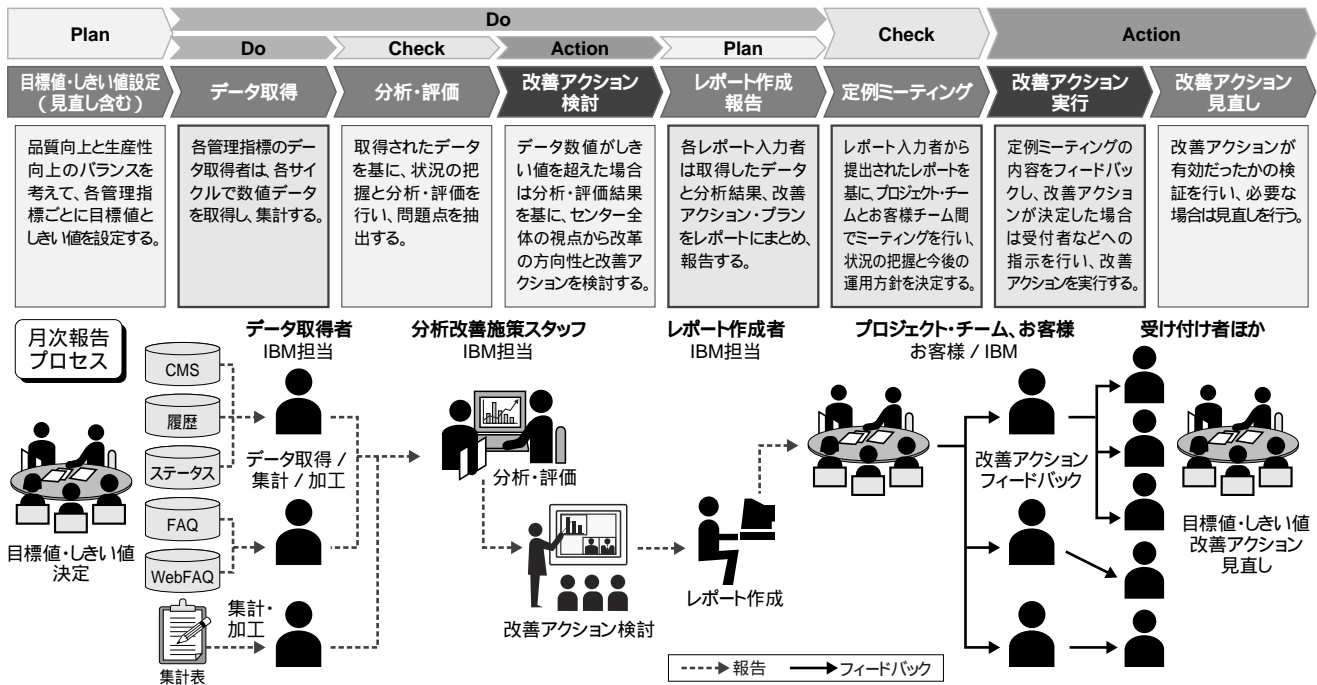 Plan
Do
Check
Action
Do
Check
Action
Plan
目標値・しきい値設定
（見直し含む）
データ取得
分析・評価
改善アクション
検討
レポート作成
報告
定例ミーティング
改善アクション
実行
改善アクション
見直し
品質向上と生産性
向上のバランスを
考えて、各管理指
標ごとに目標値と
しきい値を設定する。
各管理指標のデー
タ取得者は、各サイ
クルで数値データ
を取得し、集計する。
取得されたデータ
を基に、状況の把
握と分析・評価を
行い、問題点を抽
出する。
データ数値がしき
い値を超えた場合
は分析・評価結果
を基に、センター全
体の視点から改革
の方向性と改善ア
クションを検討する。
各レポート入力者
は取得したデータ
と分析結果、改善
アクション・プラン
をレポートにまとめ、
報告する。
レポート入力者から
提出されたレポートを
基に、プロジェクト・チー
ムとお客様チーム間
でミーティングを行い、
状況の把握と今後の
運用方針を決定する。
定例ミーティングの
内容をフィードバッ
クし、改善アクショ
ンが決定した場合
は受付者などへの
指示を行い、改善
アクションを実行する。
改善アクションが
有効だったかの検
証を行い、必要な
場合は見直しを行う。
月次報告
プロセス
データ取得者
IBM担当
分析改善施策スタッフ
IBM担当
レポート作成者
IBM担当
プロジェクト・チーム、お客様
お客様 / IBM
受け付け者ほか
CMS
履歴
ステータス
FAQ
WebFAQ
集計表
目標値・しきい値
決定
データ取得 /
集計 / 加工
集計・
加工
分析・評価
改善アクション検討
レポート作成
改善アクション
フィードバック
目標値・しきい値
改善アクション
見直し
報告
フィードバック